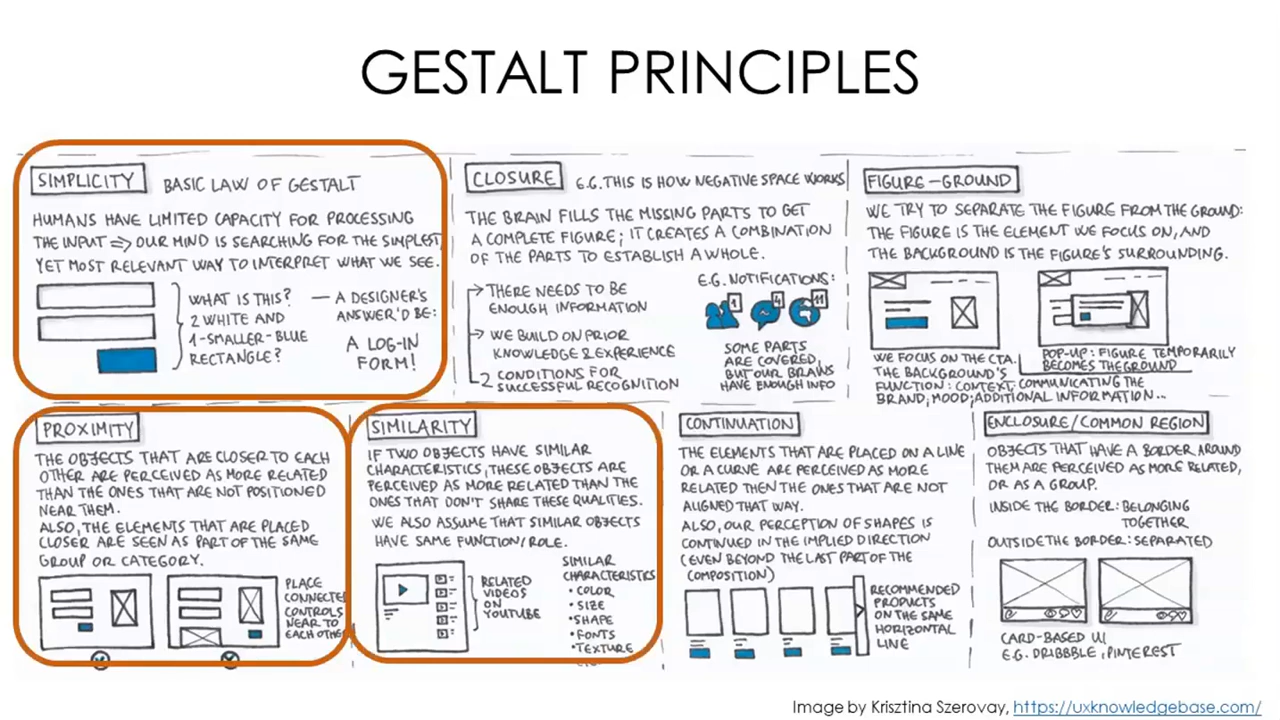 GESTALT PRINCIPLES
SIMPLICITY BASIC LAW OF GESTALT
HUMANS HAVE LIMITED CAPACITY FOR PROCESSING
THE INPUT => OUR MIND IS SEARCHING FOR THE SIMPLEST,
YET MOST RELEVANT WAY TO INTERPRET WHAT WE SEE.
WHAT IS THIS?
2 WHITE AND
1-SMALLER-BLUE
RECTANGLE?
— A DESIGNER'S
ANSWER'D BE:
A LOG-IN
FORM!
CLOSURE E.G. THIS IS HOW NEGATIVE SPACE WORKS
THE BRAIN FILLS THE MISSING PARTS TO GET
A COMPLETE FIGURE; IT CREATES A COMBINATION
OF THE PARTS TO ESTABLISH A WHOLE.
THERE NEEDS TO BE
ENOUGH INFORMATION
WE BUILD ON PRIOR
KNOWLEDGE & EXPERIENCE
2 CONDITIONS FOR
SUCCESSFUL RECOGNITION
E.G. NOTIFICATIONS:
1 4 11
SOME PARTS
ARE COVERED,
BUT OUR BRAINS
HAVE ENOUGH INFO
FIGURE-GROUND
WE TRY TO SEPARATE THE FIGURE FROM THE GROUND:
THE FIGURE IS THE ELEMENT WE FOCUS ON, AND
THE BACKGROUND IS THE FIGURE'S SURROUNDING.
WE FOCUS ON THE CTA.
THE BACKGROUND'S
FUNCTION: CONTEXT, COMMUNICATING THE
BRAND, MOOD; ADDITIONAL INFORMATION...
POP-UP: FIGURE TEMPORARILY
BECOMES THE GROUND
PROXIMITY
THE OBJECTS THAT ARE CLOSER TO EACH
OTHER ARE PERCEIVED AS MORE RELATED
THAN THE ONES THAT ARE NOT POSITIONED
NEAR THEM.
ALSO, THE ELEMENTS THAT ARE PLACED
CLOSER ARE SEEN AS PART OF THE SAME
GROUP OR CATEGORY.
PLACE
CONNECTED
CONTROLS
NEAR TO
EACH OTHER
SIMILARITY
IF TWO OBJECTS HAVE SIMILAR
CHARACTERISTICS, THESE OBJECTS ARE
PERCEIVED AS MORE RELATED THAN THE
ONES THAT DON'T SHARE THESE QUALITIES.
WE ALSO ASSUME THAT SIMILAR OBJECTS
HAVE SAME FUNCTION/ROLE.
RELATED
VIDEOS
ON
YOUTUBE
SIMILAR
CHARACTERISTICS
• COLOR
• SIZE
• SHAPE
• FONTS
• TEXTURE
CONTINUATION
THE ELEMENTS THAT ARE PLACED ON A LINE
OR A CURVE ARE PERCEIVED AS MORE
RELATED THEN THE ONES THAT ARE NOT
ALIGNED THAT WAY.
ALSO, OUR PERCEPTION OF SHAPES IS
CONTINUED IN THE IMPLIED DIRECTION
(EVEN BEYOND THE LAST PART OF THE
COMPOSITION)
RECOMMENDED
PRODUCTS
ON THE SAME
HORIZONTAL
LINE
ENCLOSURE/COMMON REGION
OBJECTS THAT HAVE A BORDER AROUND
THEM ARE PERCEIVED AS MORE RELATED,
OR AS A GROUP.
INSIDE THE BORDER: BELONGING
TOGETHER
OUTSIDE THE BORDER: SEPARATED
CARD-BASED UI
E.G. DRIBBBLE, PINTEREST
Image by Krisztina Szerovay, https://uxknowledgebase.com/